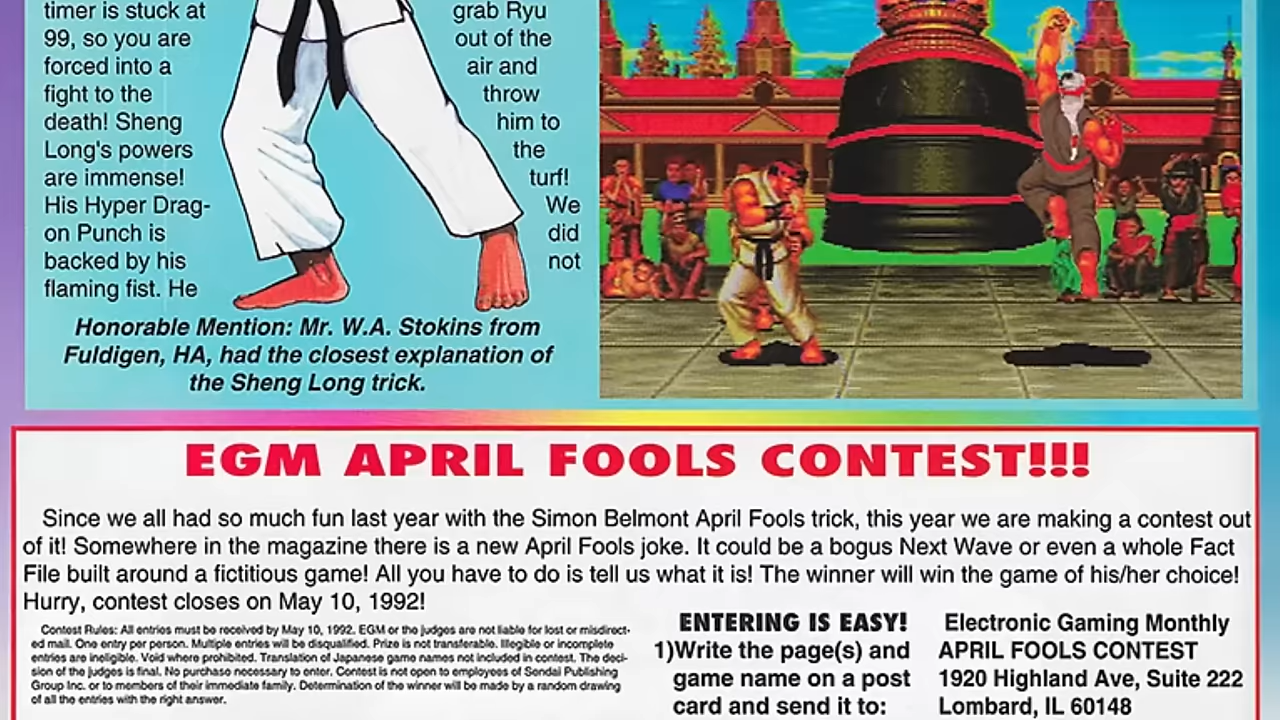 timer is stuck at
99, so you are
forced into a
fight to the
death! Sheng
Long's powers
are immense!
His Hyper Drag-
on Punch is
backed by his
flaming fist. He
grab Ryu
out of the
air and
throw
him to
the
turf!
We
did
not
Honorable Mention: Mr. W.A. Stokins from
Fuldigen, HA, had the closest explanation of
the Sheng Long trick.
EGM APRIL FOOLS CONTEST!!!
Since we all had so much fun last year with the Simon Belmont April Fools trick, this year we are making a contest out
of it! Somewhere in the magazine there is a new April Fools joke. It could be a bogus Next Wave or even a whole Fact
File built around a fictitious game! All you have to do is tell us what it is! The winner will win the game of his/her choice!
Hurry, contest closes on May 10, 1992!
Contest Rules: All entries must be received by May 10, 1992. EGM or the judges are not liable for lost or misdirect-
ed mail. One entry per person. Multiple entries will be disqualified. Prize is not transferable. Illegible or incomplete
entries are ineligible. Void where prohibited. Translation of Japanese game names not included in contest. The deci-
sion of the judges is final. No purchase necessary to enter. Contest is not open to employees of Sendai Publishing
Group Inc. or to members of their immediate family. Determination of the winner will be made by a random drawing
of all the entries with the right answer.
ENTERING IS EASY!
1)Write the page(s) and
game name on a post
card and send it to:
Electronic Gaming Monthly
APRIL FOOLS CONTEST
1920 Highland Ave, Suite 222
Lombard, IL 60148